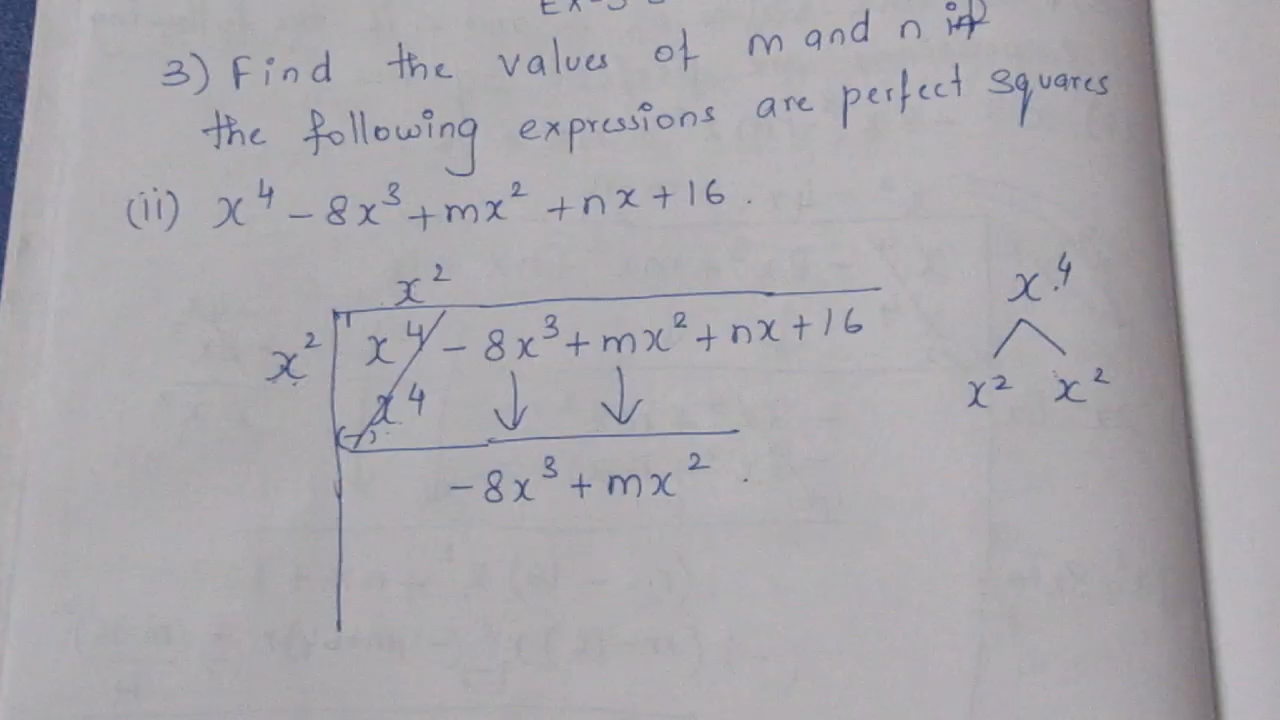 3) Find the values of m and n if
the following expressions are perfect squares
(ii) x⁴ - 8x³ + mx² + nx + 16.
x²
x² x⁴ - 8x³ + mx² + nx + 16
x⁴
(-)
- 8x³ + mx².
x⁴
x² x²